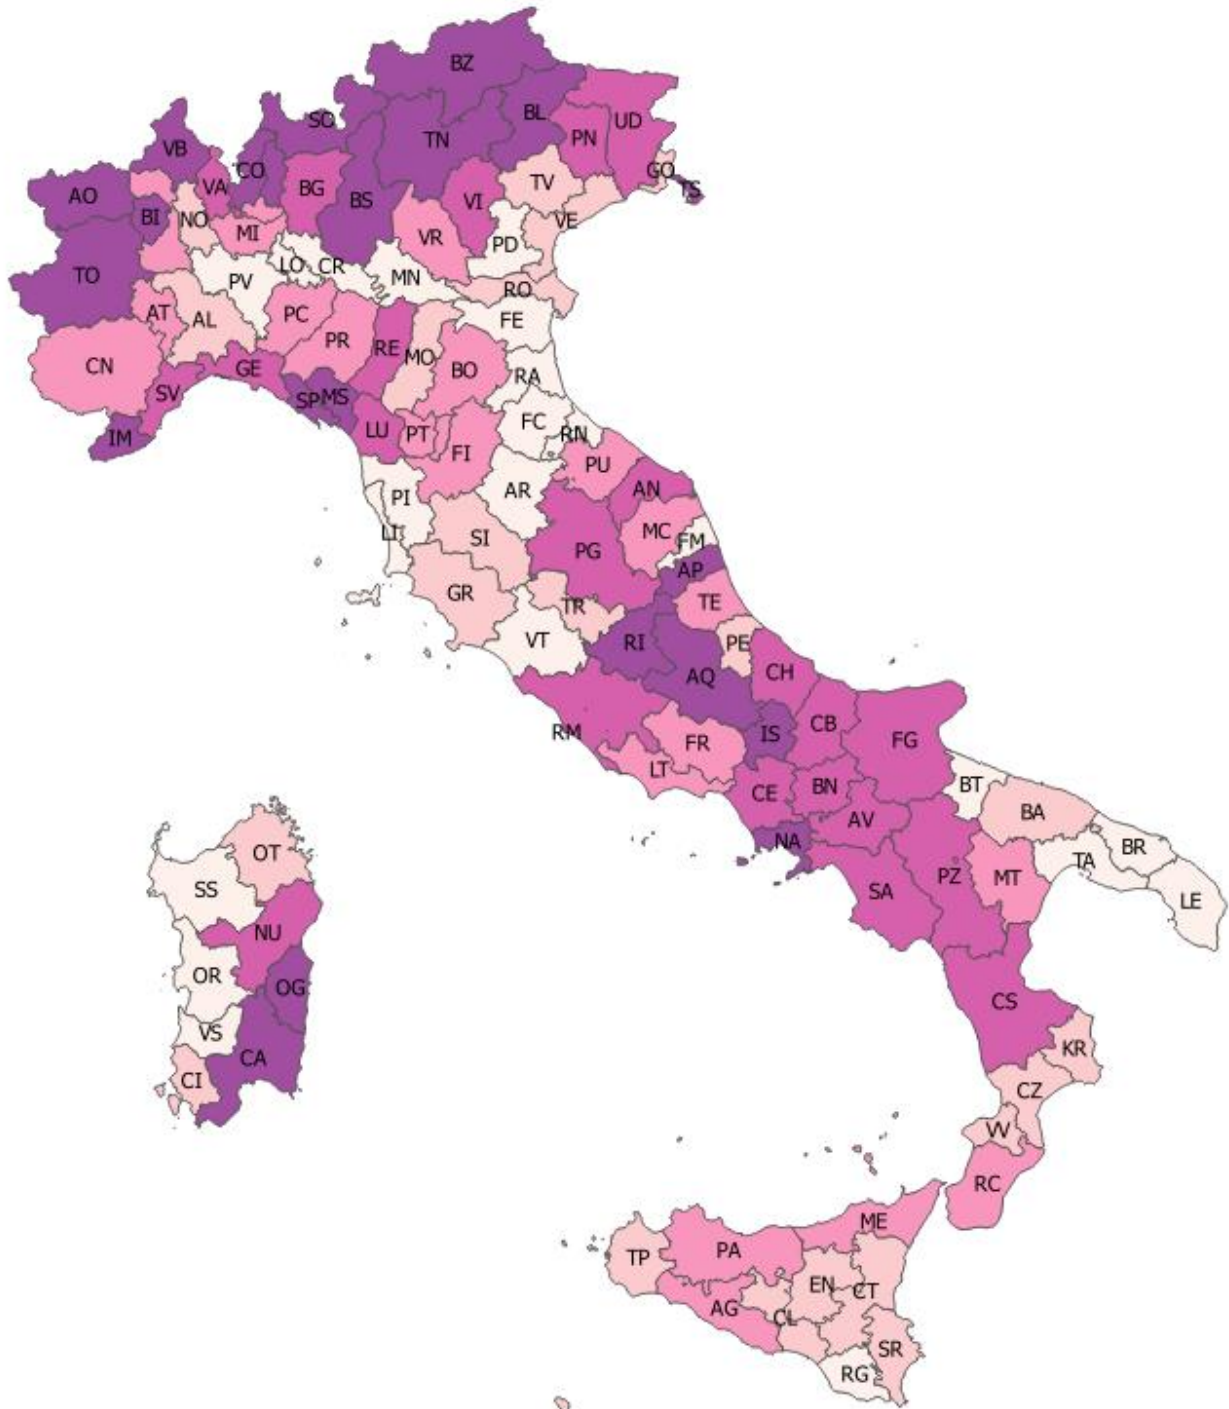 BZ
BL
UD
SO
TN
PN
VB
CO
GO
VA
BG
TV
TS
AO
BS
VI
BI
NO
VE
MI
VR
PD
TO
LO
CR
PV
MN
RO
AT
AL
PC
FE
PR
RE
MO
CN
GE
BO
RA
SV
SP
MS
FC
IM
LU
PT
RN
FI
PU
AR
AN
PI
LI
SI
MC
FM
PG
AP
GR
TR
TE
VT
RI
PE
AQ
CH
RM
IS
CB
FG
FR
LT
CE
BN
BT
AV
BA
NA
BR
OT
TA
SS
SA
PZ
MT
LE
NU
OR
OG
CS
VS
CA
KR
CI
CZ
VV
RC
ME
TP
PA
EN
CT
AG
CL
SR
RG